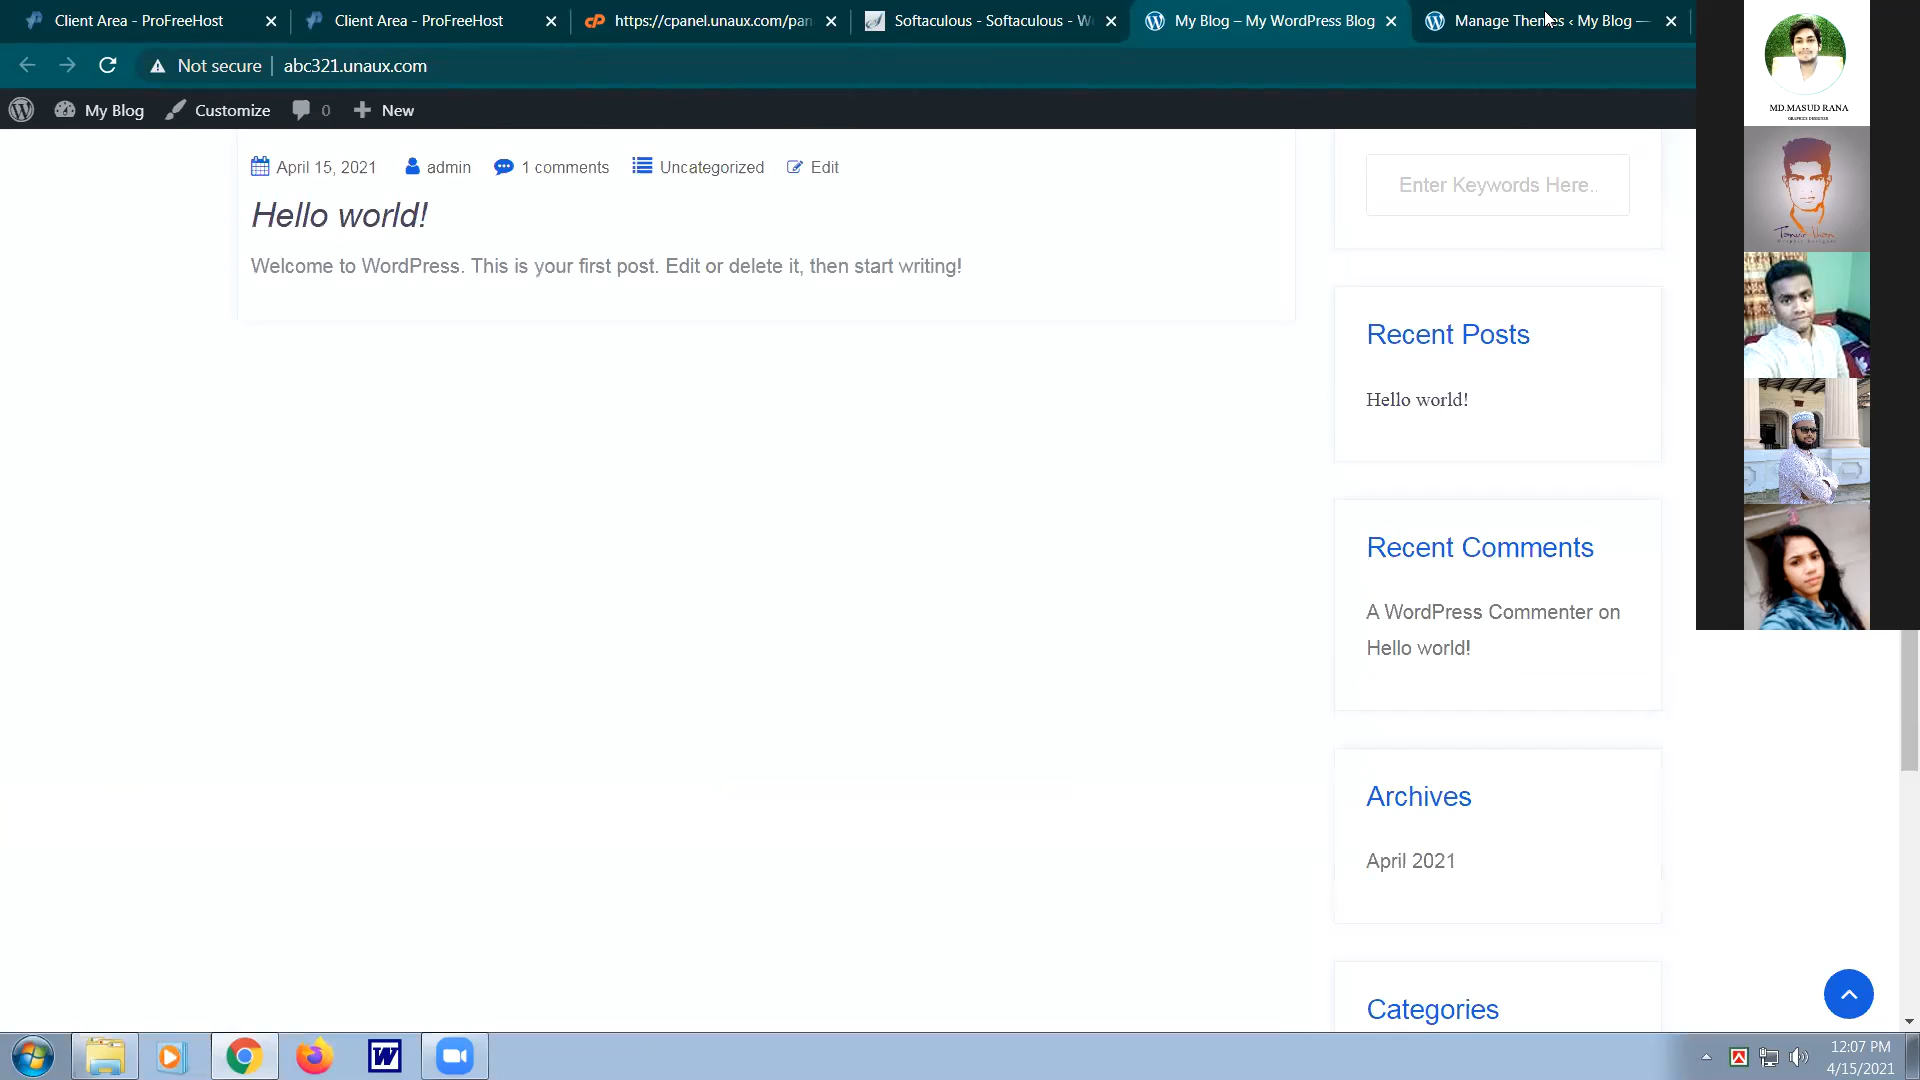 Client Area - ProFreeHost
Client Area - ProFreeHost
https://cpanel.unaux.com/pan
Softaculous - Softaculous - We
My Blog – My WordPress Blog
Manage Themes ‹ My Blog —
Not secure
abc321.unaux.com
My Blog
Customize
0
New
MD.MASUD RANA
GRAPHICS DESIGNER
April 15, 2021
admin
1 comments
Uncategorized
Edit
Enter Keywords Here..
Hello world!
Welcome to WordPress. This is your first post. Edit or delete it, then start writing!
Recent Posts
Hello world!
Recent Comments
A WordPress Commenter on
Hello world!
Archives
April 2021
Categories
12:07 PM
4/15/2021